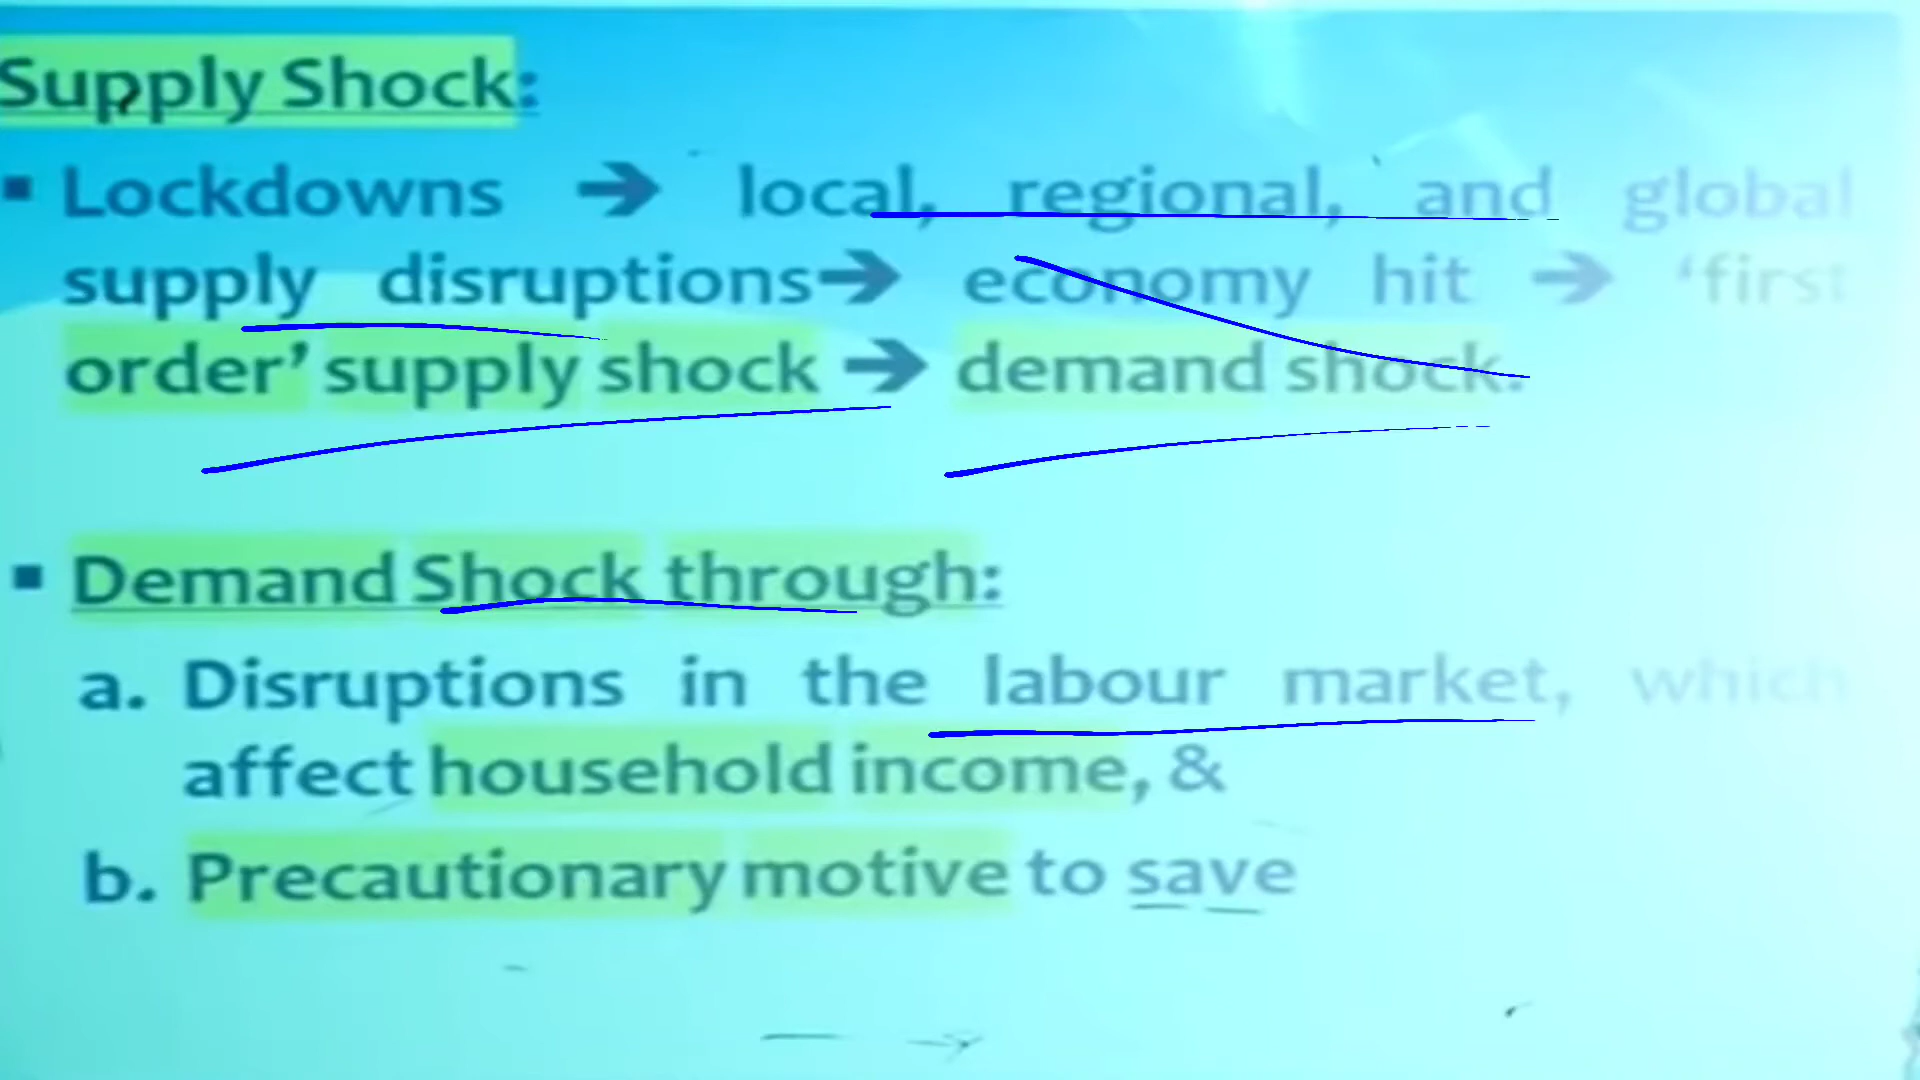 Supply Shock:
▪ Lockdowns ➔ local, regional, and global
supply disruptions➔ economy hit ➔ ‘first
order’ supply shock ➔ demand shock.
▪ Demand Shock through:
a. Disruptions in the labour market, which
affect household income, &
b. Precautionary motive to save